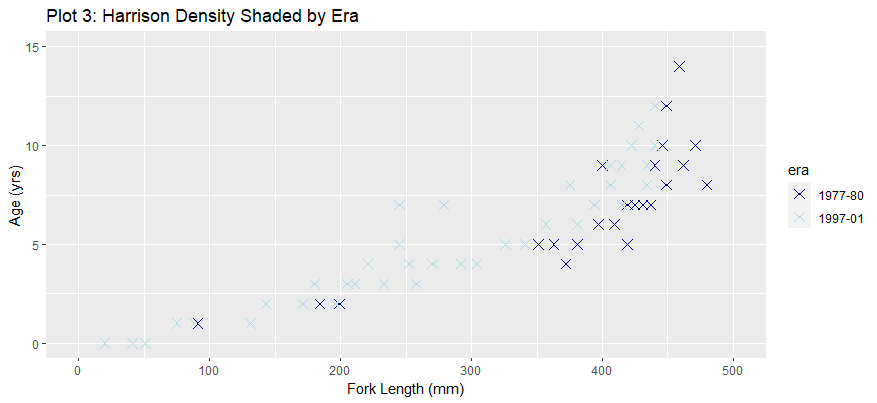 Plot 3: Harrison Density Shaded by Era
15
10
5
0
Age (yrs)
0 100 200 300 400 500
Fork Length (mm)
era
1977-80
1997-01